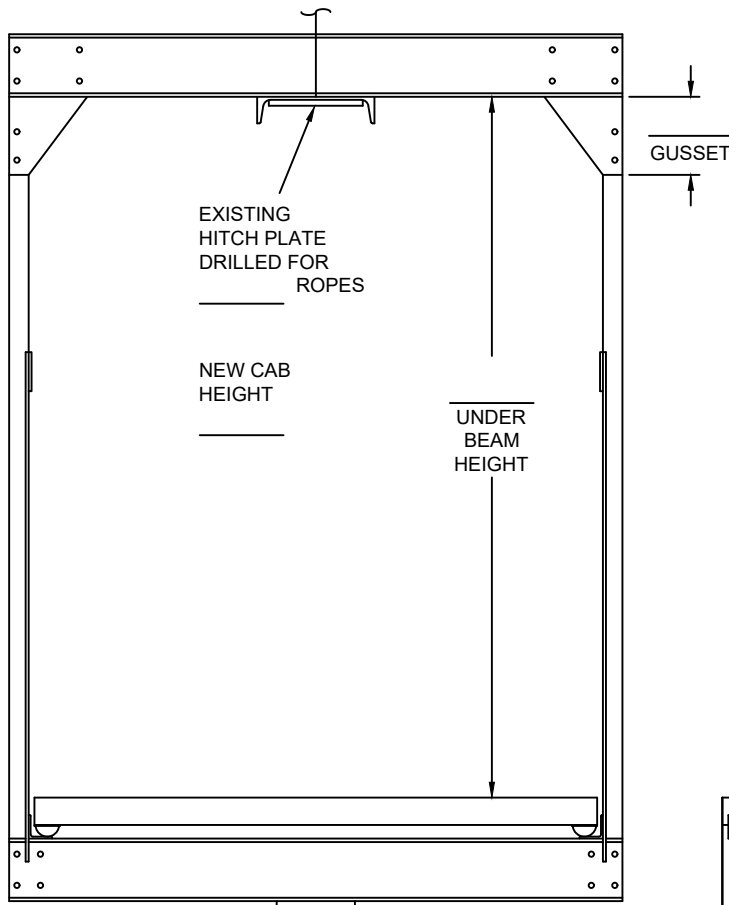 GUSSET
EXISTING
HITCH PLATE
DRILLED FOR
ROPES
NEW CAB
HEIGHT
UNDER
BEAM
HEIGHT